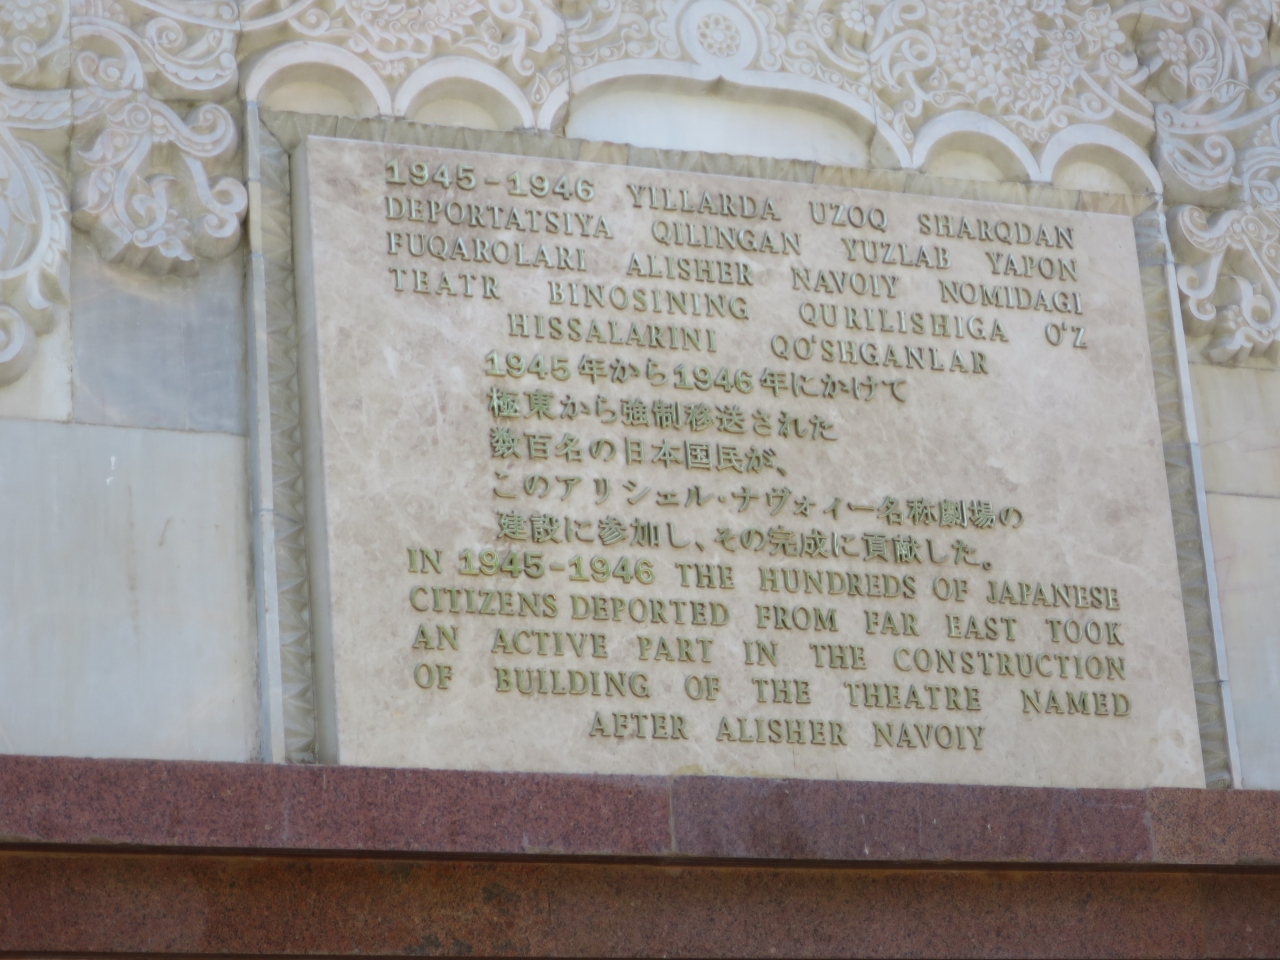 1945-1946 YILLARDA UZOQ SHARQDAN
DEPORTATSIYA QILINGAN YUZLAB YAPON
FUQAROLARI ALISHER NAVOIY NOMIDAGI
TEATR BINOSINING QURILISHIGA O'Z
HISSALARINI QO'SHGANLAR
1945年から1946年にかけて
極東から強制移送された
数百名の日本国民が、
このアリシェル・ナヴォイー名称劇場の
建設に参加し、その完成に貢献した。
IN 1945-1946 THE HUNDREDS OF JAPANESE
CITIZENS DEPORTED FROM FAR EAST TOOK
AN ACTIVE PART IN THE CONSTRUCTION
OF BUILDING OF THE THEATRE NAMED
AFTER ALISHER NAVOIY